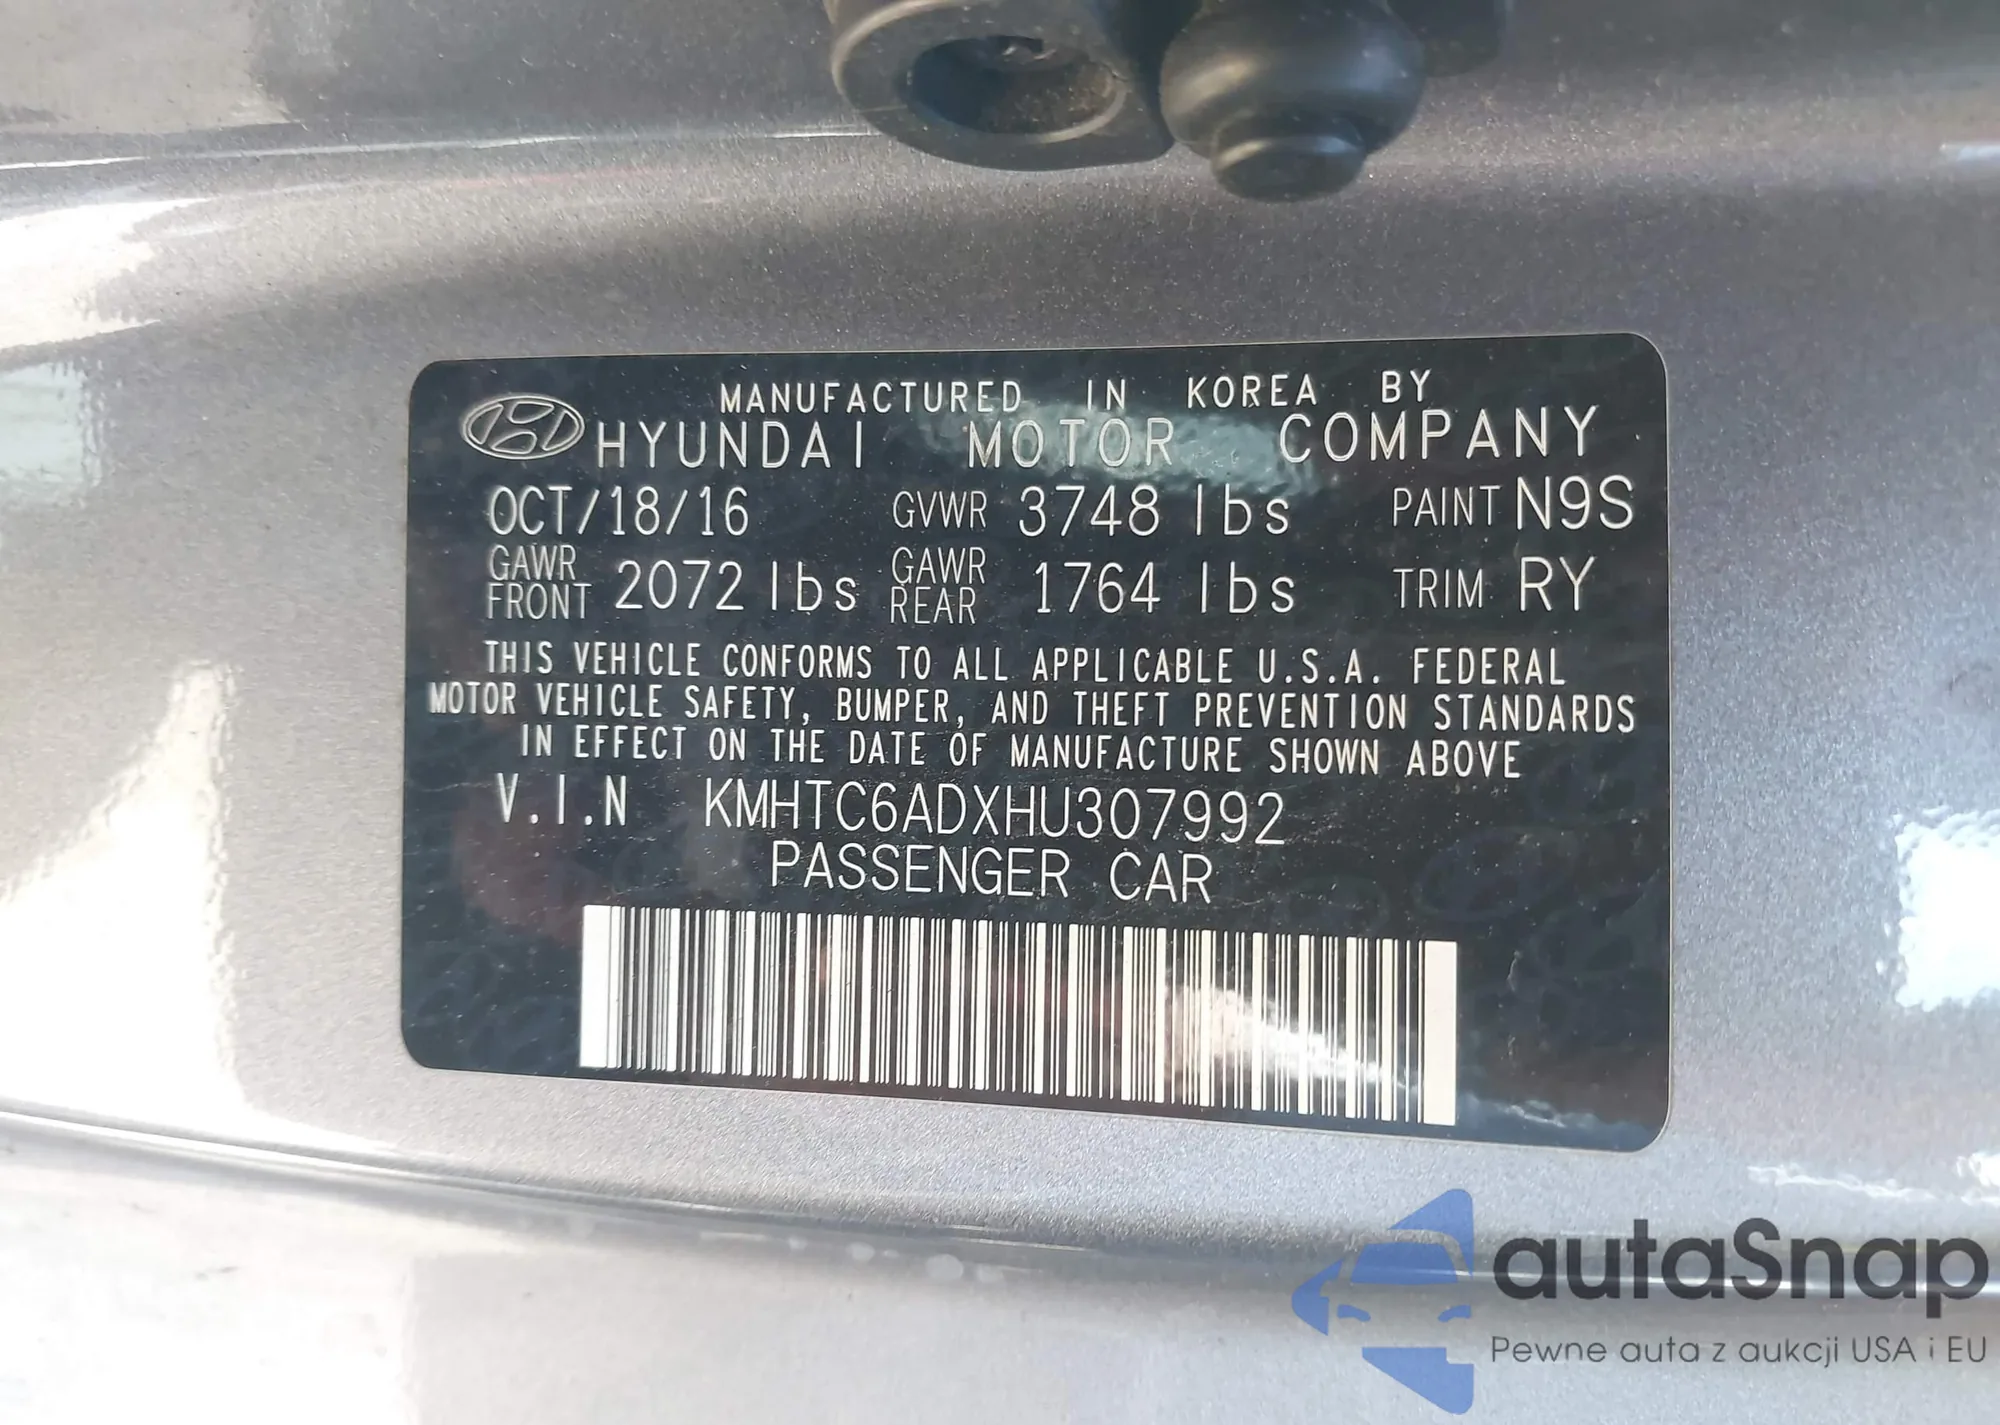 MANUFACTURED IN KOREA BY
HYUNDAI MOTOR COMPANY
OCT/18/16 GVWR 3748 lbs PAINT N9S
GAWR FRONT 2072 lbs GAWR REAR 1764 lbs TRIM RY
THIS VEHICLE CONFORMS TO ALL APPLICABLE U.S.A. FEDERAL
MOTOR VEHICLE SAFETY, BUMPER, AND THEFT PREVENTION STANDARDS
IN EFFECT ON THE DATE OF MANUFACTURE SHOWN ABOVE
V.I.N KMHTC6ADXHU307992
PASSENGER CAR
autaSnap
Pewne auta z aukcji USA i EU